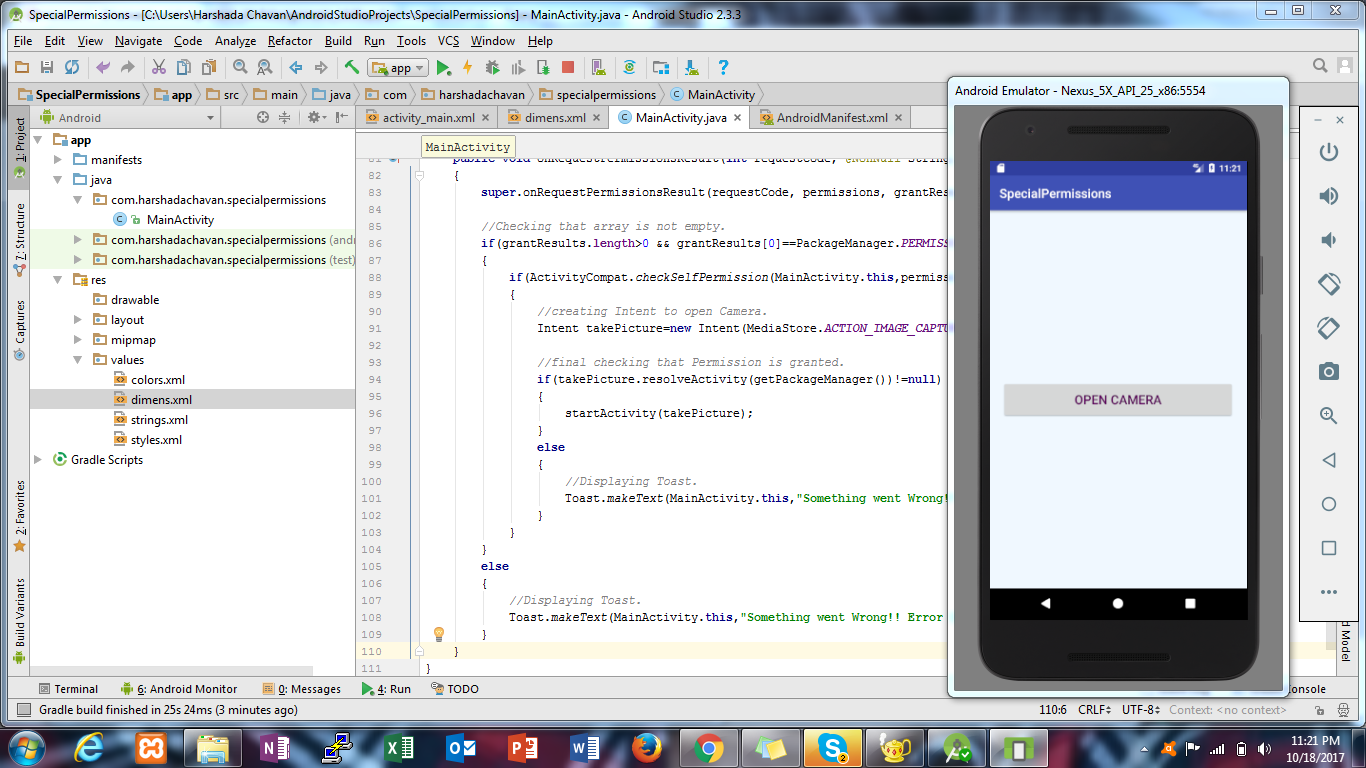 SpecialPermissions - [C:\Users\Harshada Chavan\AndroidStudioProjects\SpecialPermissions] - MainActivity.java - Android Studio 2.3.3
File Edit View Navigate Code Analyze Refactor Build Run Tools VCS Window Help
app
SpecialPermissions app src main java com harshadachavan specialpermissions MainActivity
Android
activity_main.xml dimens.xml MainActivity.java AndroidManifest.xml
MainActivity
1: Project
7: Structure
Captures
2: Favorites
Build Variants
app
manifests
java
com.harshadachavan.specialpermissions
MainActivity
com.harshadachavan.specialpermissions (and
com.harshadachavan.specialpermissions (test)
res
drawable
layout
mipmap
values
colors.xml
dimens.xml
strings.xml
styles.xml
Gradle Scripts
81 public void onRequestPermissionsResult(int requestCode, @NonNull String
82 {
83 super.onRequestPermissionsResult(requestCode, permissions, grantRes
84
85 //Checking that array is not empty.
86 if(grantResults.length>0 && grantResults[0]==PackageManager.PERMISS
87 {
88 if(ActivityCompat.checkSelfPermission(MainActivity.this,permiss
89 {
90 //creating Intent to open Camera.
91 Intent takePicture=new Intent(MediaStore.ACTION_IMAGE_CAPTU
92
93 //final checking that Permission is granted.
94 if(takePicture.resolveActivity(getPackageManager())!=null)
95 {
96 startActivity(takePicture);
97 }
98 else
99 {
100 //Displaying Toast.
101 Toast.makeText(MainActivity.this,"Something went Wrong!
102 }
103 }
104 }
105 else
106 {
107 //Displaying Toast.
108 Toast.makeText(MainActivity.this,"Something went Wrong!! Error
109 }
110 }
111 }
Android Emulator - Nexus_5X_API_25_x86:5554
11:21
SpecialPermissions
OPEN CAMERA
Model
Terminal 6: Android Monitor 0: Messages 4: Run TODO
Console
Gradle build finished in 25s 24ms (3 minutes ago) 110:6 CRLF UTF-8 Context: <no context>
2
11:21 PM
10/18/2017